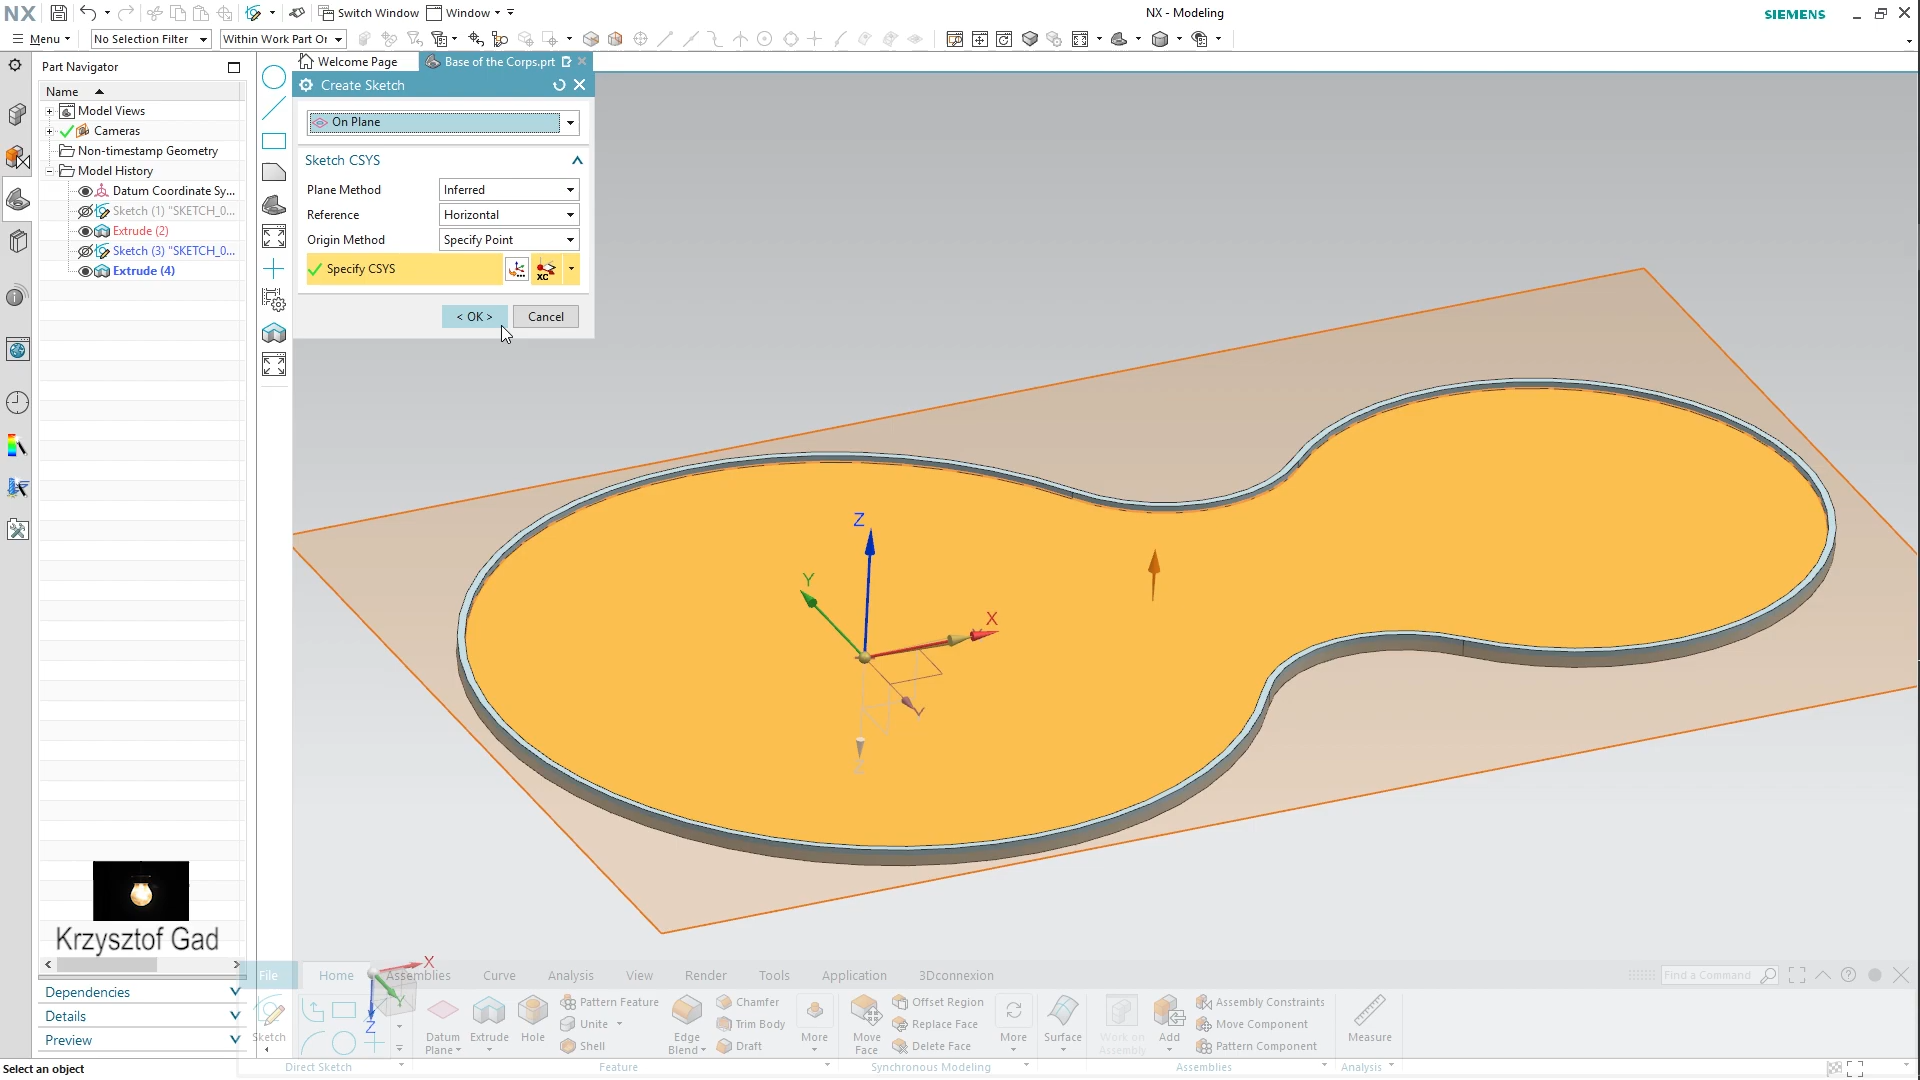 NX
Switch Window
Window
NX - Modeling
SIEMENS
Menu
No Selection Filter
Within Work Part Or
Part Navigator
Welcome Page
Base of the Corps.prt
Name
Model Views
Cameras
Non-timestamp Geometry
Model History
Datum Coordinate Sy...
Sketch (1) "SKETCH_0...
Extrude (2)
Sketch (3) "SKETCH_0...
Extrude (4)
Create Sketch
On Plane
Sketch CSYS
Plane Method
Inferred
Reference
Horizontal
Origin Method
Specify Point
Specify CSYS
XC
< OK >
Cancel
Z
Y
X
Krzysztof Gad
Dependencies
Details
Preview
X
Y
Z
File
Home
Assemblies
Curve
Analysis
View
Render
Tools
Application
3Dconnexion
Find a Command
Sketch
Datum Plane
Extrude
Hole
Pattern Feature
Unite
Shell
Edge Blend
Chamfer
Trim Body
Draft
More
Move Face
Offset Region
Replace Face
Delete Face
More
Surface
Work on Assembly
Add
Assembly Constraints
Move Component
Pattern Component
Measure
Direct Sketch
Feature
Synchronous Modeling
Assemblies
Analysis
Select an object